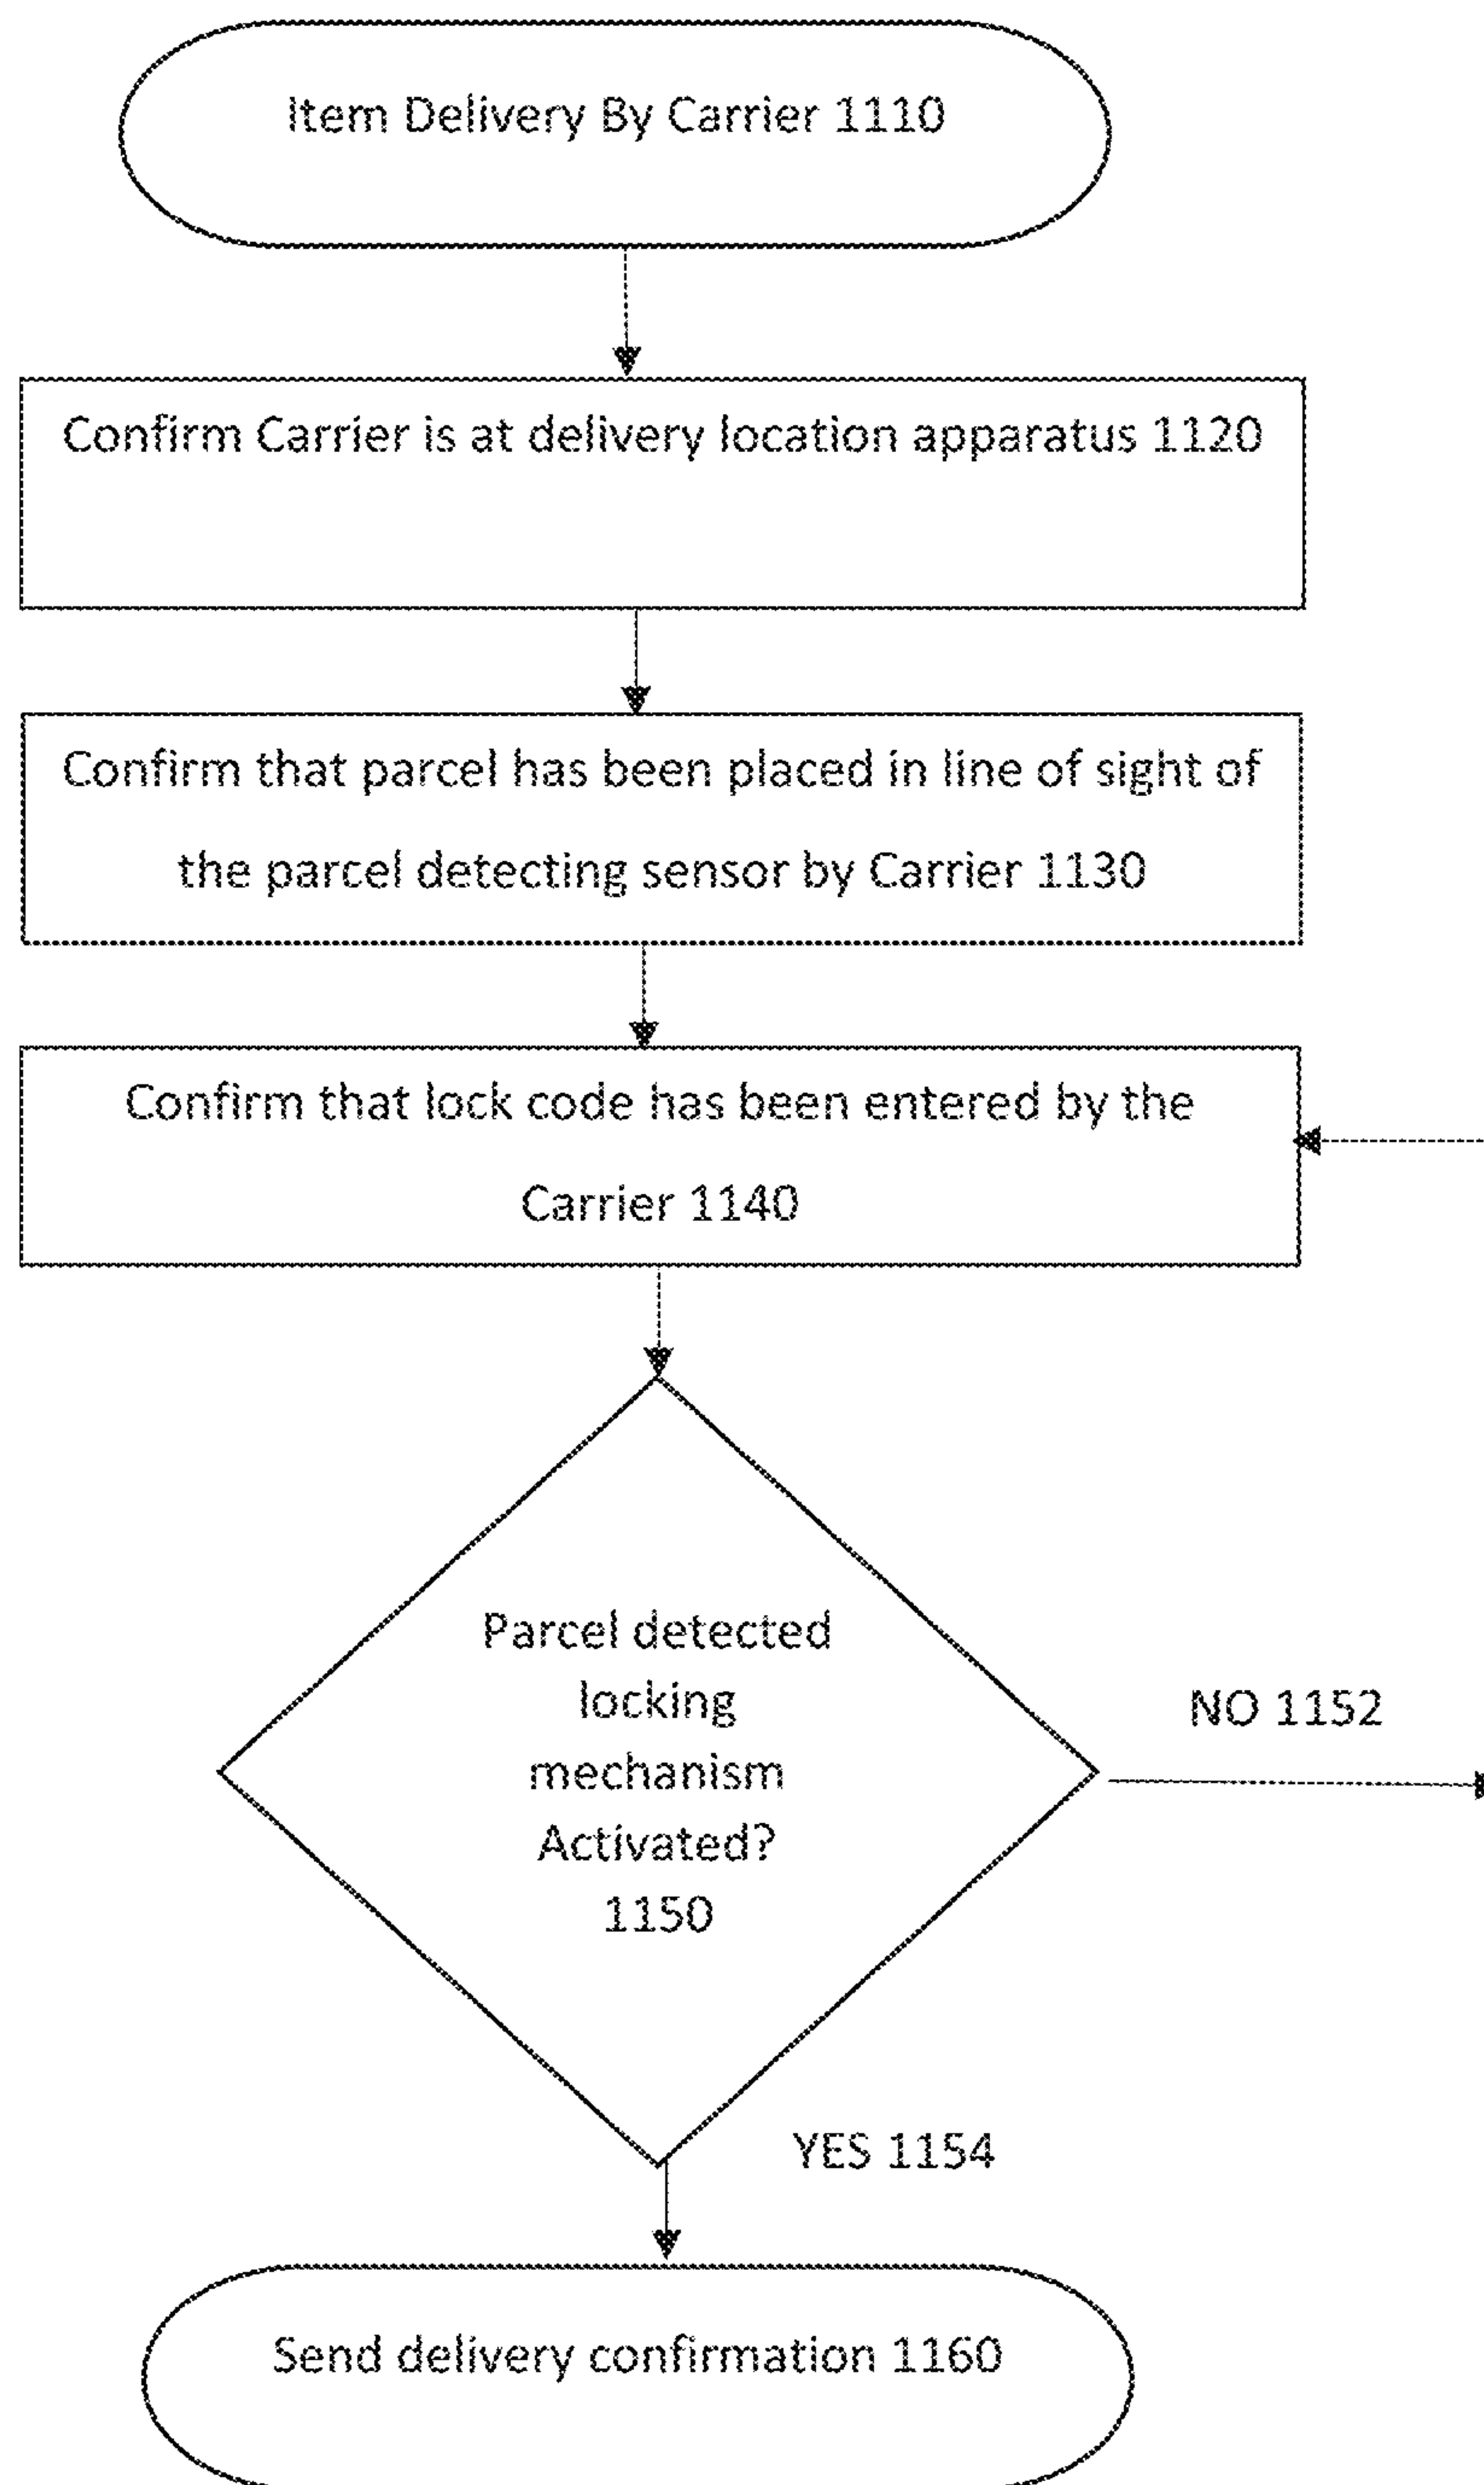 Item Delivery By Carrier 1110
Confirm Carrier is at delivery location apparatus 1120
Confirm that parcel has been placed in line of sight of
the parcel detecting sensor by Carrier 1130
Confirm that lock code has been entered by the
Carrier 1140
Parcel detected
locking
mechanism
Activated?
1150
NO 1152
YES 1154
Send delivery confirmation 1160